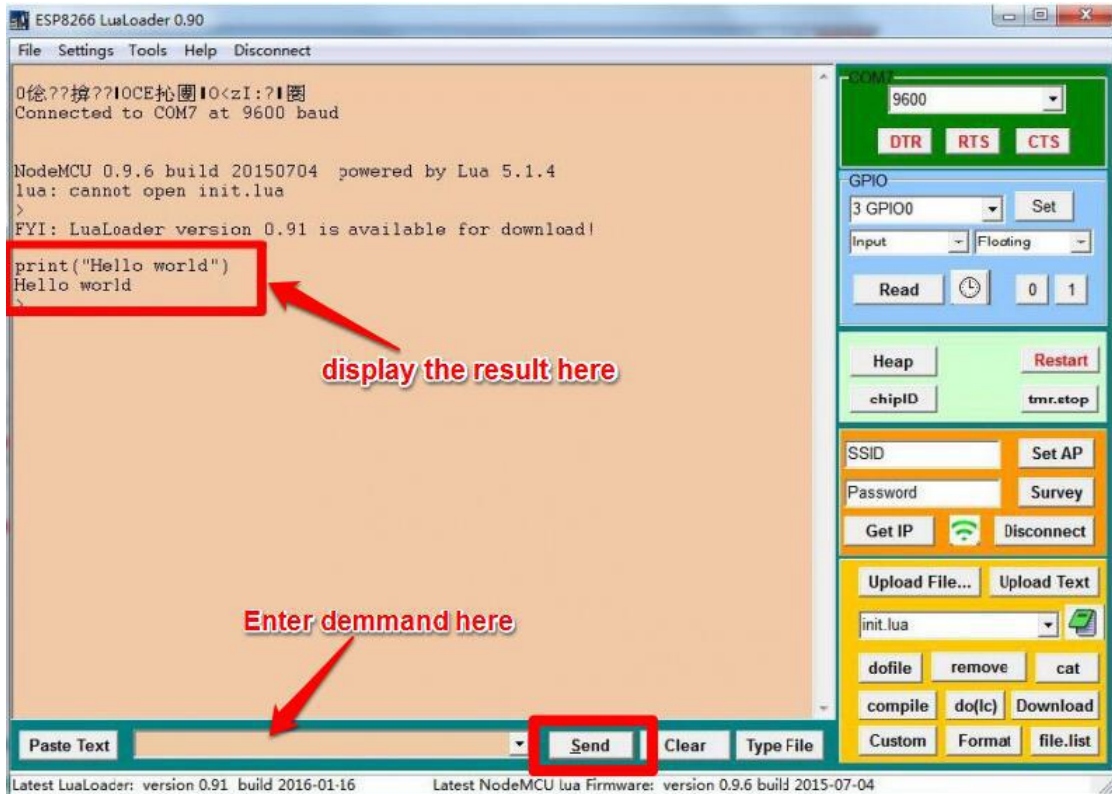 ESP8266 LuaLoader 0.90
File Settings Tools Help Disconnect
Connected to COM7 at 9600 baud
NodeMCU 0.9.6 build 20150704 powered by Lua 5.1.4
lua: cannot open init.lua
>
FYI: LuaLoader version 0.91 is available for download!
print("Hello world")
Hello world
>
display the result here
Enter demmand here
Paste Text
Send Clear Type File
COM7
9600
DTR RTS CTS
GPIO
3 GPIO0 Set
Input Floating
Read 0 1
Heap Restart
chipID tmr.stop
SSID Set AP
Password Survey
Get IP Disconnect
Upload File... Upload Text
init.lua
dofile remove cat
compile do(lc) Download
Custom Format file.list
Latest LuaLoader: version 0.91 build 2016-01-16 Latest NodeMCU Lua Firmware: version 0.9.6 build 2015-07-04